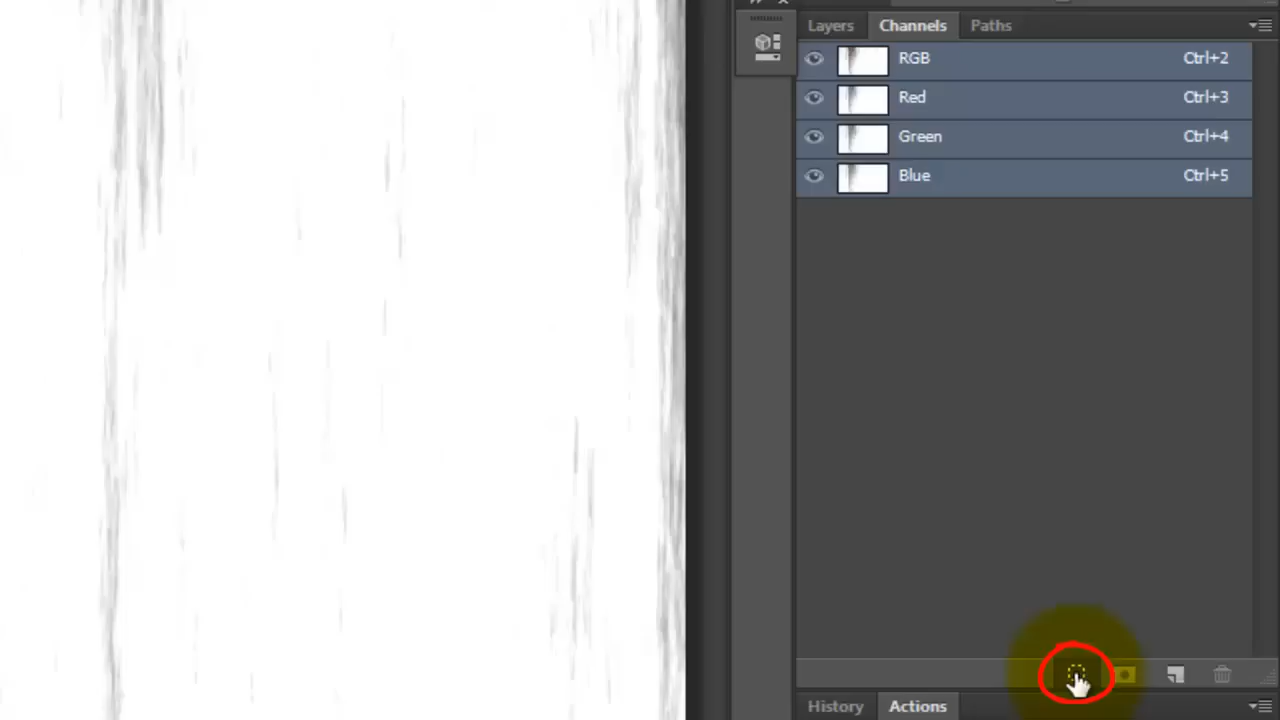 Layers Channels Paths
RGB Ctrl+2
Red Ctrl+3
Green Ctrl+4
Blue Ctrl+5
History Actions